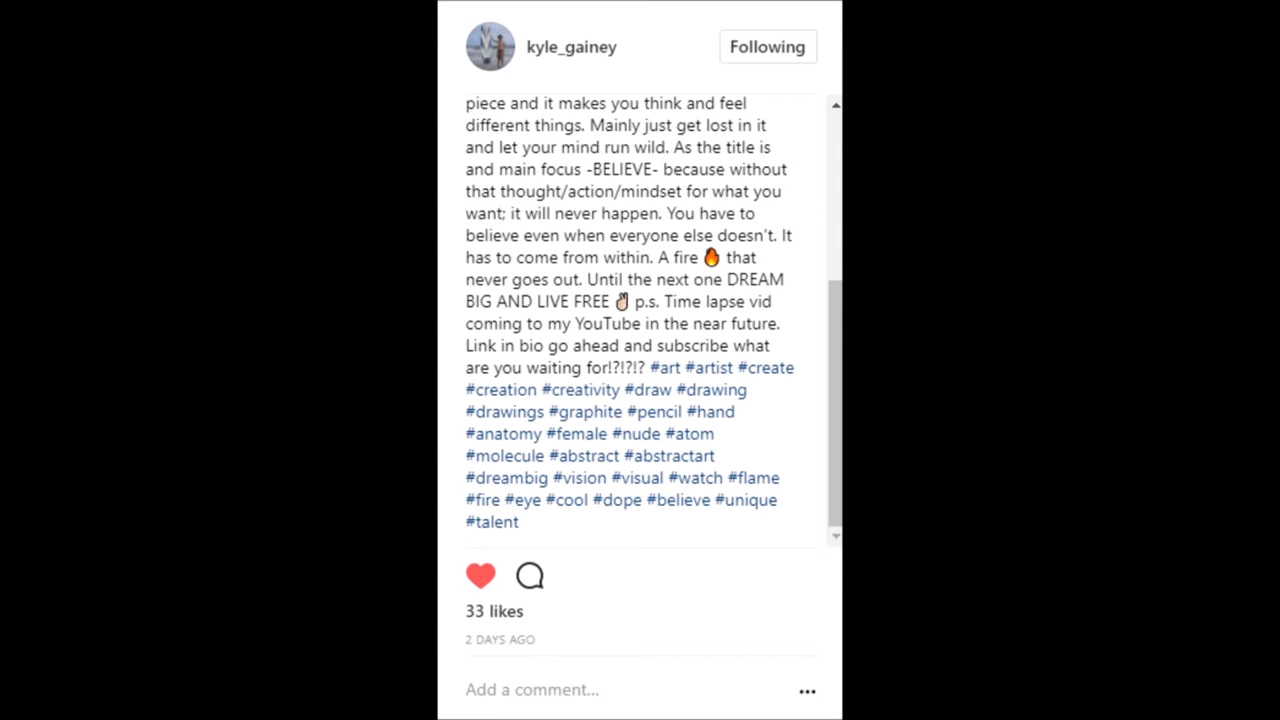 kyle_gainey
Following
piece and it makes you think and feel
different things. Mainly just get lost in it
and let your mind run wild. As the title is
and main focus -BELIEVE- because without
that thought/action/mindset for what you
want; it will never happen. You have to
believe even when everyone else doesn't. It
has to come from within. A fire 🔥 that
never goes out. Until the next one DREAM
BIG AND LIVE FREE ✌🏻 p.s. Time lapse vid
coming to my YouTube in the near future.
Link in bio go ahead and subscribe what
are you waiting for!?!?!? #art #artist #create
#creation #creativity #draw #drawing
#drawings #graphite #pencil #hand
#anatomy #female #nude #atom
#molecule #abstract #abstractart
#dreambig #vision #visual #watch #flame
#fire #eye #cool #dope #believe #unique
#talent
33 likes
2 DAYS AGO
Add a comment...